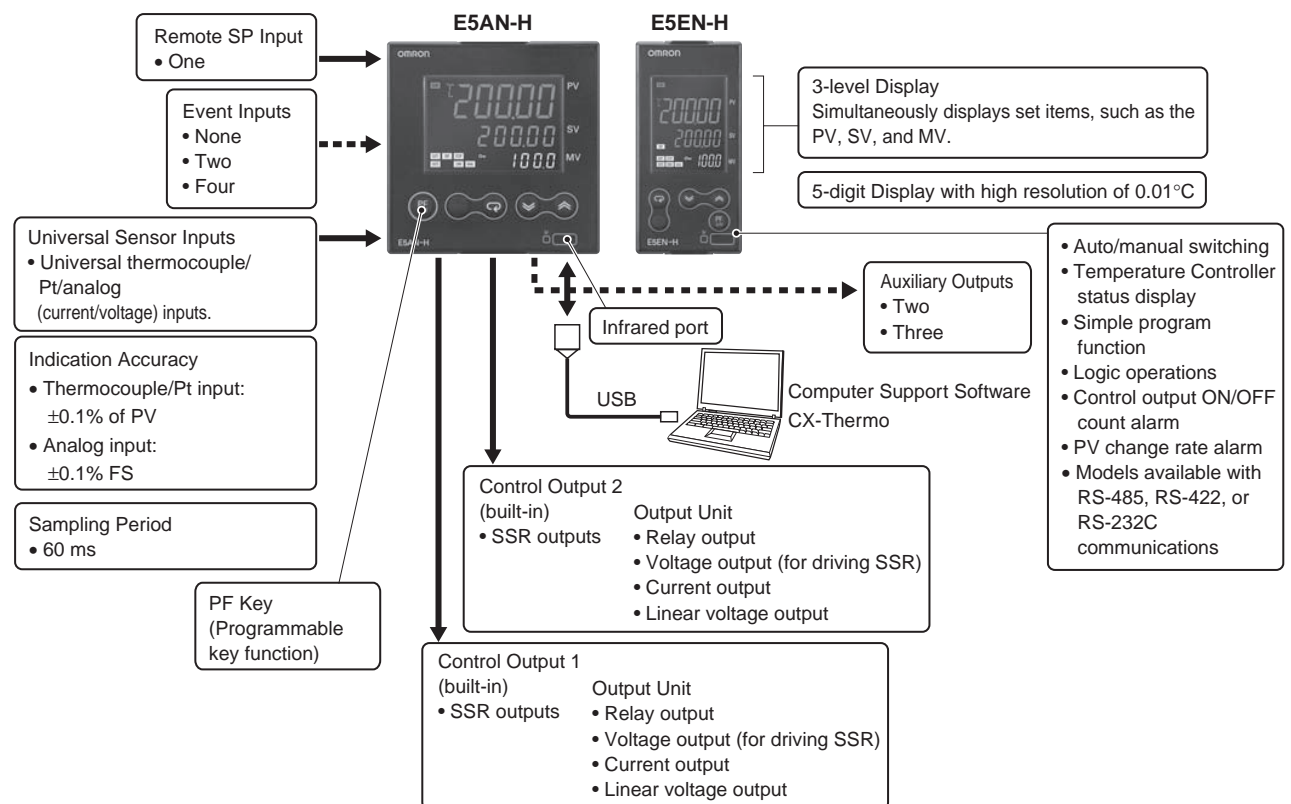 E5AN-H
E5EN-H
Remote SP Input
• One
Event Inputs
• None
• Two
• Four
Universal Sensor Inputs
• Universal thermocouple/
Pt/analog
(current/voltage) inputs.
Indication Accuracy
• Thermocouple/Pt input:
±0.1% of PV
• Analog input:
±0.1% FS
Sampling Period
• 60 ms
PF Key
(Programmable
key function)
OMRON
℃
200.00
PV
200.00
SV
100.0
MV
PF
E5AN-H
OMRON
200.00
PV
200.00
SV
100.0
MV
PF
E5EN-H
3-level Display
Simultaneously displays set items, such as the
PV, SV, and MV.
5-digit Display with high resolution of 0.01°C
• Auto/manual switching
• Temperature Controller
status display
• Simple program
function
• Logic operations
• Control output ON/OFF
count alarm
• PV change rate alarm
• Models available with
RS-485, RS-422, or
RS-232C
communications
Auxiliary Outputs
• Two
• Three
Infrared port
USB
Computer Support Software
CX-Thermo
Control Output 2
(built-in)
• SSR outputs
Output Unit
• Relay output
• Voltage output (for driving SSR)
• Current output
• Linear voltage output
Control Output 1
(built-in)
• SSR outputs
Output Unit
• Relay output
• Voltage output (for driving SSR)
• Current output
• Linear voltage output